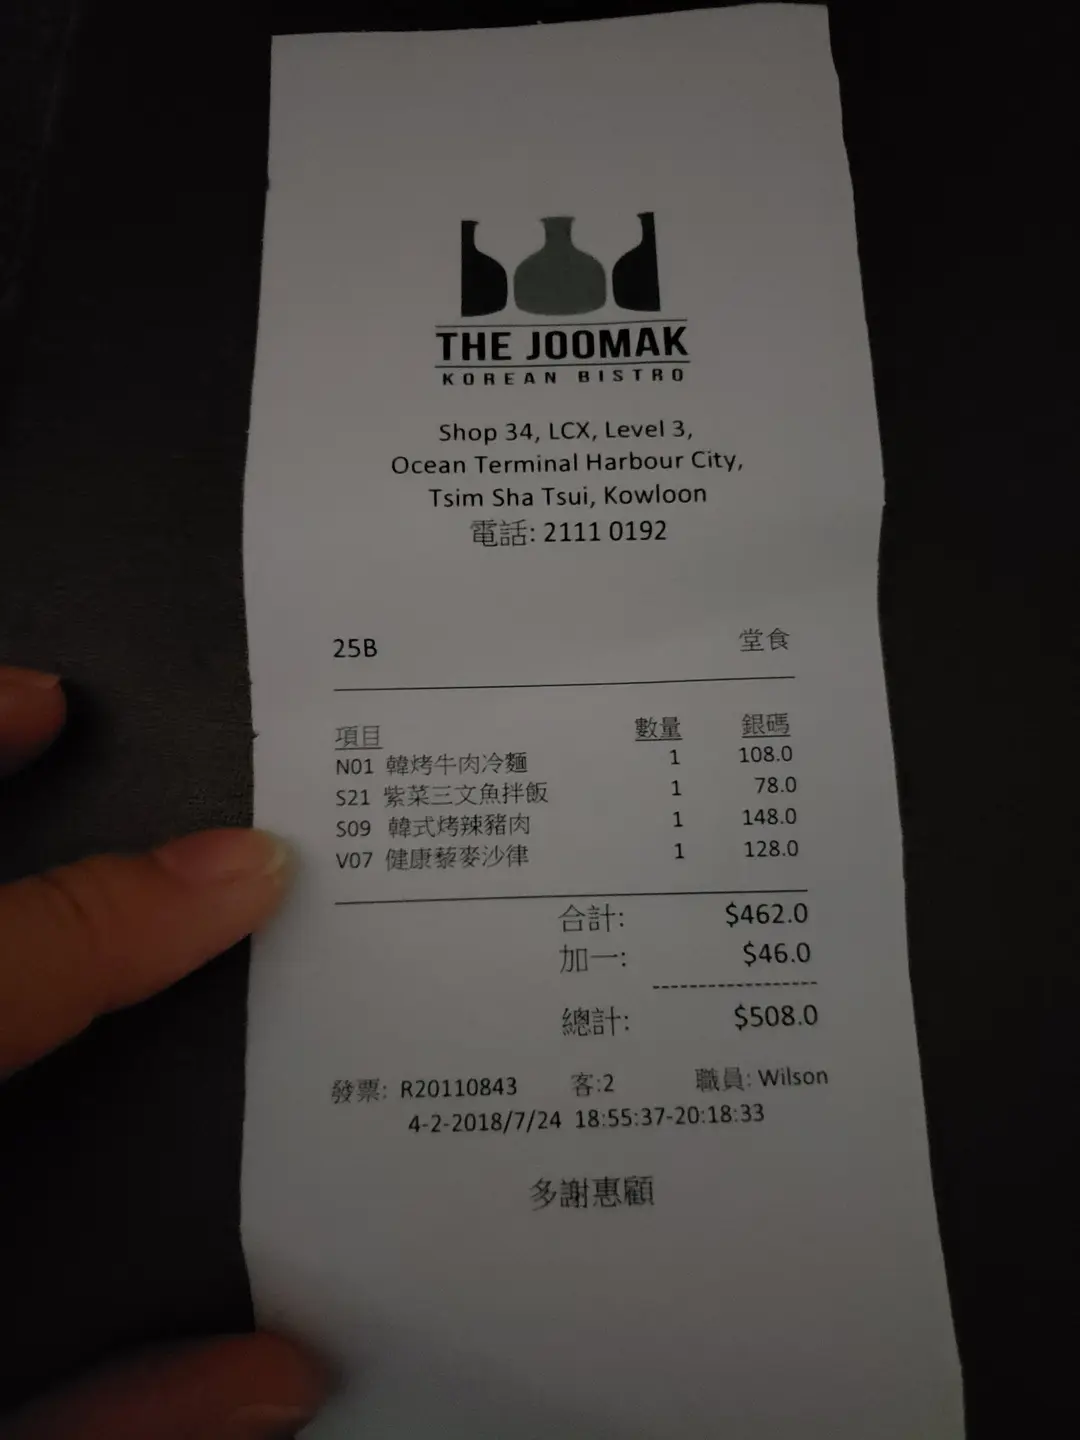 THE JOOMAK
KOREAN BISTRO
Shop 34, LCX, Level 3,
Ocean Terminal Harbour City,
Tsim Sha Tsui, Kowloon
電話: 2111 0192
25B 堂食
項目 數量 銀碼
N01 韓烤牛肉冷麵 1 108.0
S21 紫菜三文魚拌飯 1 78.0
S09 韓式烤辣豬肉 1 148.0
V07 健康藜麥沙律 1 128.0
合計: $462.0
加一: $46.0
總計: $508.0
發票: R20110843 客:2 職員: Wilson
4-2-2018/7/24 18:55:37-20:18:33
多謝惠顧